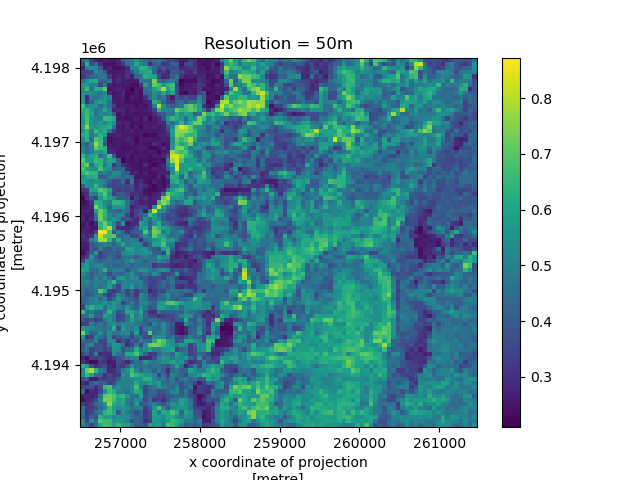 Resolution = 50m
1e6
4.198
4.197
4.196
4.195
4.194
y coordinate of projection
[metre]
257000 258000 259000 260000 261000
x coordinate of projection
[metre]
0.8
0.7
0.6
0.5
0.4
0.3